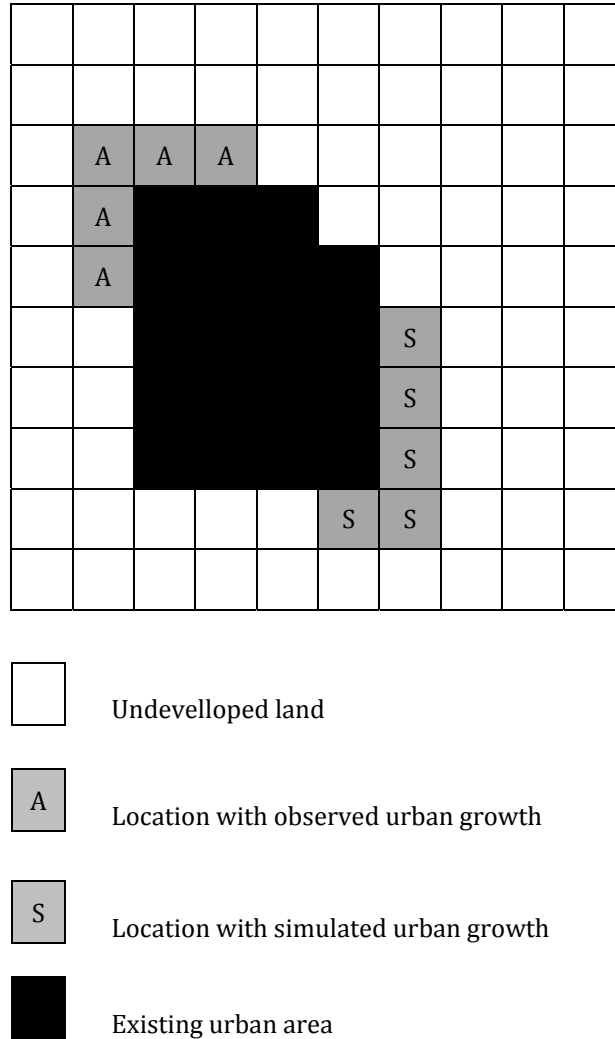 A A A
A
A
S
S
S
S S
Undevelloped land
A Location with observed urban growth
S Location with simulated urban growth
Existing urban area